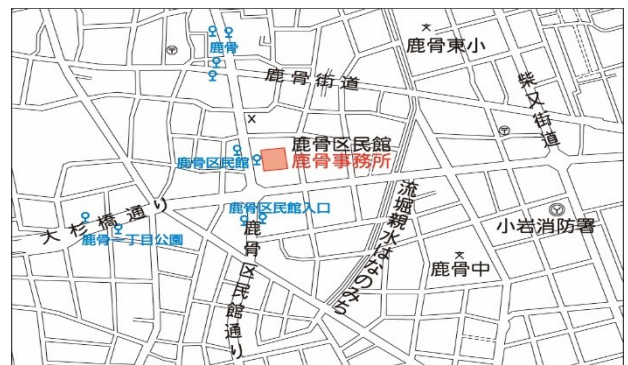 鹿骨
鹿骨東小
鹿骨街道
柴又街道
鹿骨区民館
鹿骨事務所
鹿骨区民館
大杉橋通り
鹿骨一丁目公園
鹿骨区民館入口
鹿骨区民館通り
流堀親水はなのみち
鹿骨中
小岩消防署